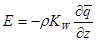 E = −ρK_W ∂q̅/∂z